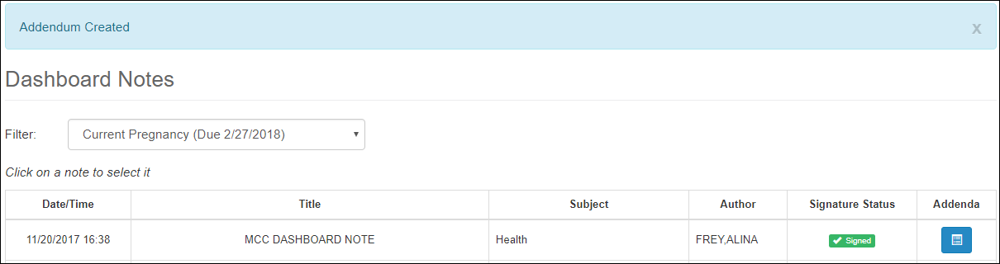 Addendum Created x
Dashboard Notes
Filter: Current Pregnancy (Due 2/27/2018)
Click on a note to select it
Date/Time Title Subject Author Signature Status Addenda
11/20/2017 16:38 MCC DASHBOARD NOTE Health FREY,ALINA Signed